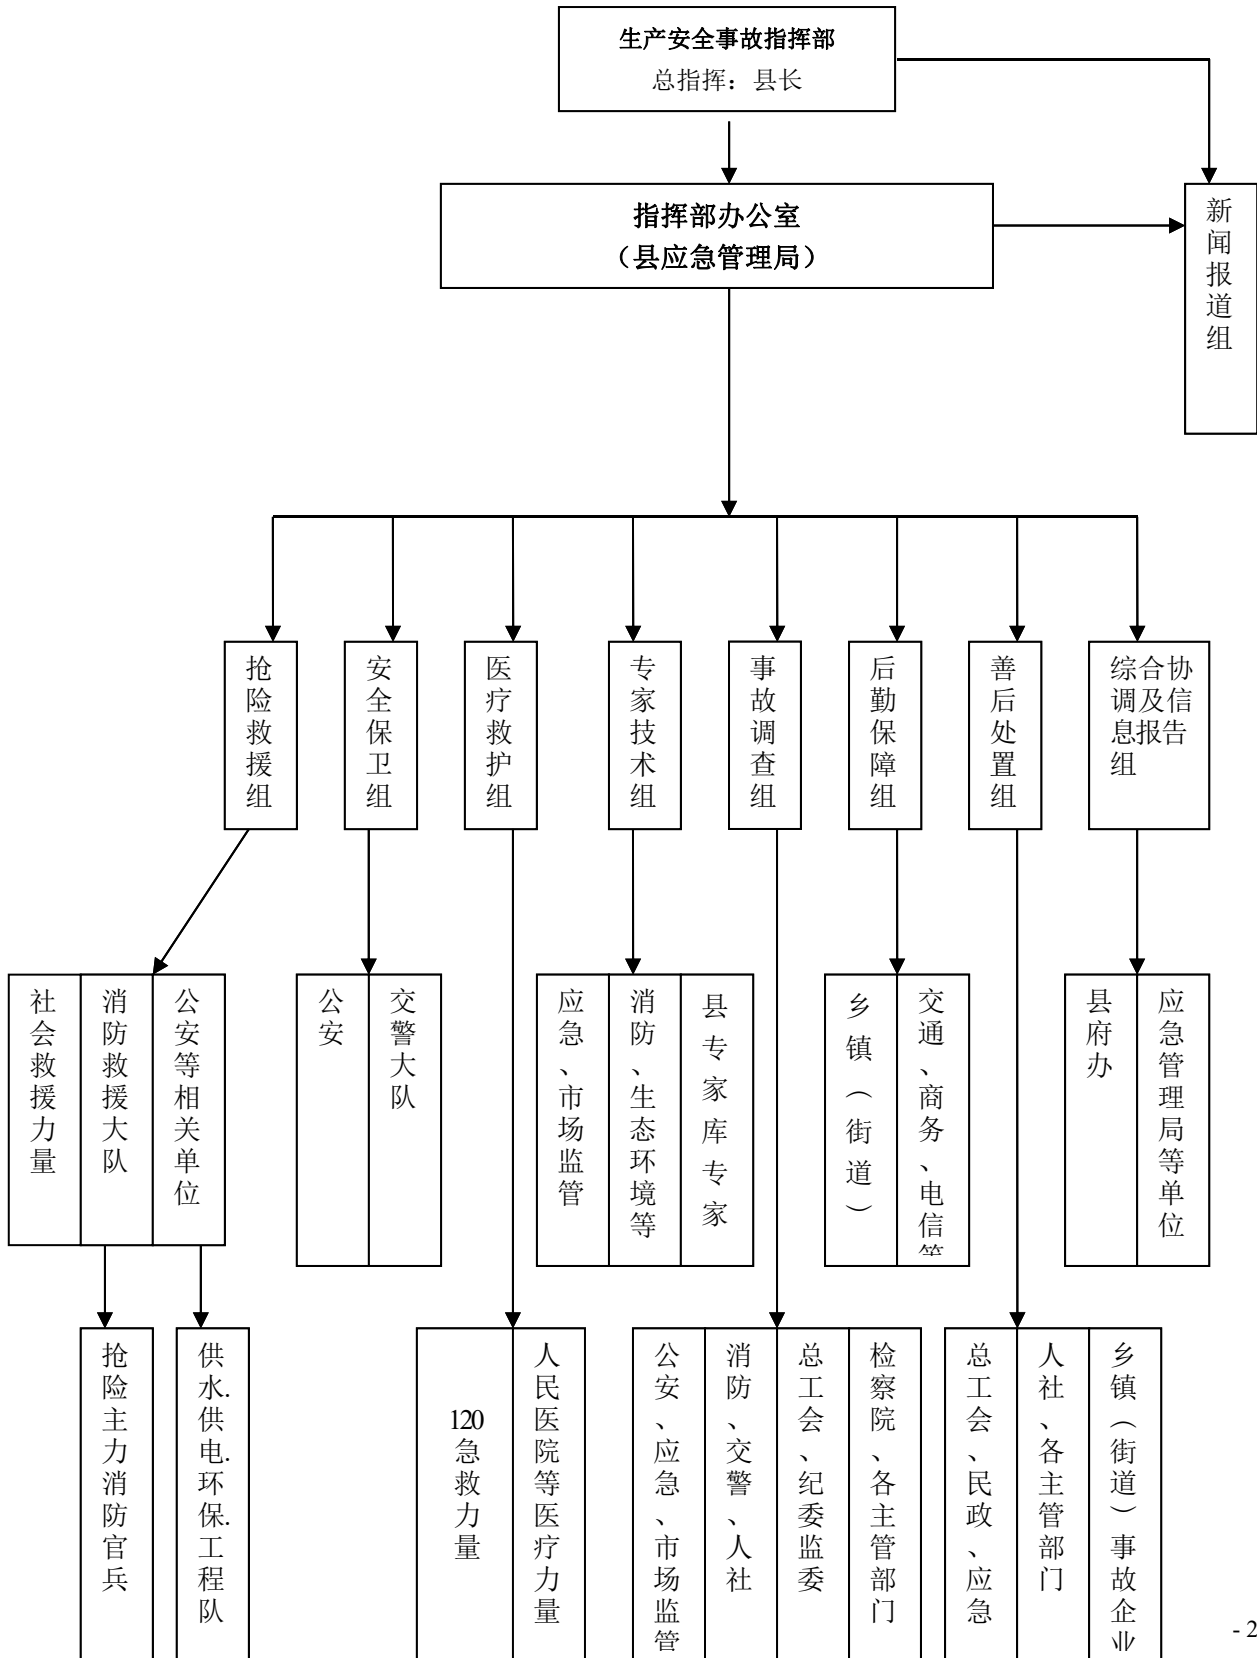 生产安全事故指挥部
总指挥：县长
指挥部办公室
（县应急管理局）
新闻报道组
抢险救援组
安全保卫组
医疗救护组
专家技术组
事故调查组
后勤保障组
善后处置组
综合协
调及信
息报告
组
社会救援力量
消防救援大队
公安等相关单位
公安
交警大队
应急、市场监管
消防、生态环境等
县专家库专家
乡镇（街道）
交通、商务、电信等
县府办
应急管理局等单位
抢险主力消防官兵
供水.供电.环保.工程队
120
急救力量
人民医院等医疗力量
公安、应急、市场监管
消防、交警、人社
总工会、纪委监委
检察院、各主管部门
总工会、民政、应急
人社、各主管部门
乡镇（街道）事故企业
- 2